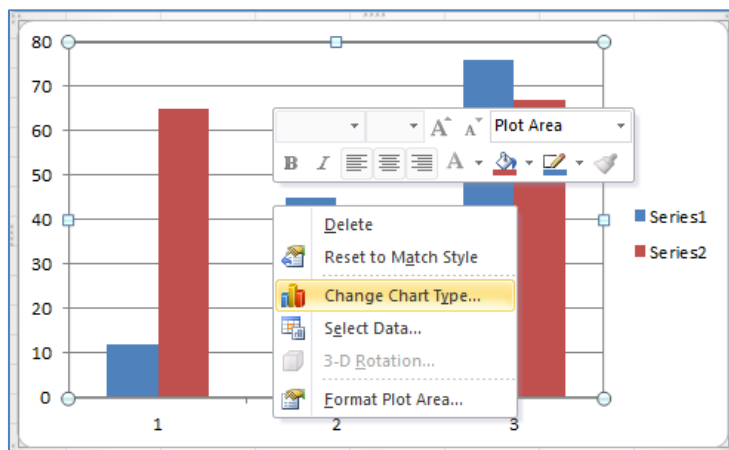 80
70
60
50
40
30
20
10
0
1
2
3
Series1
Series2
A A Plot Area
B I A
Delete
Reset to Match Style
Change Chart Type...
Select Data...
3-D Rotation...
Format Plot Area...